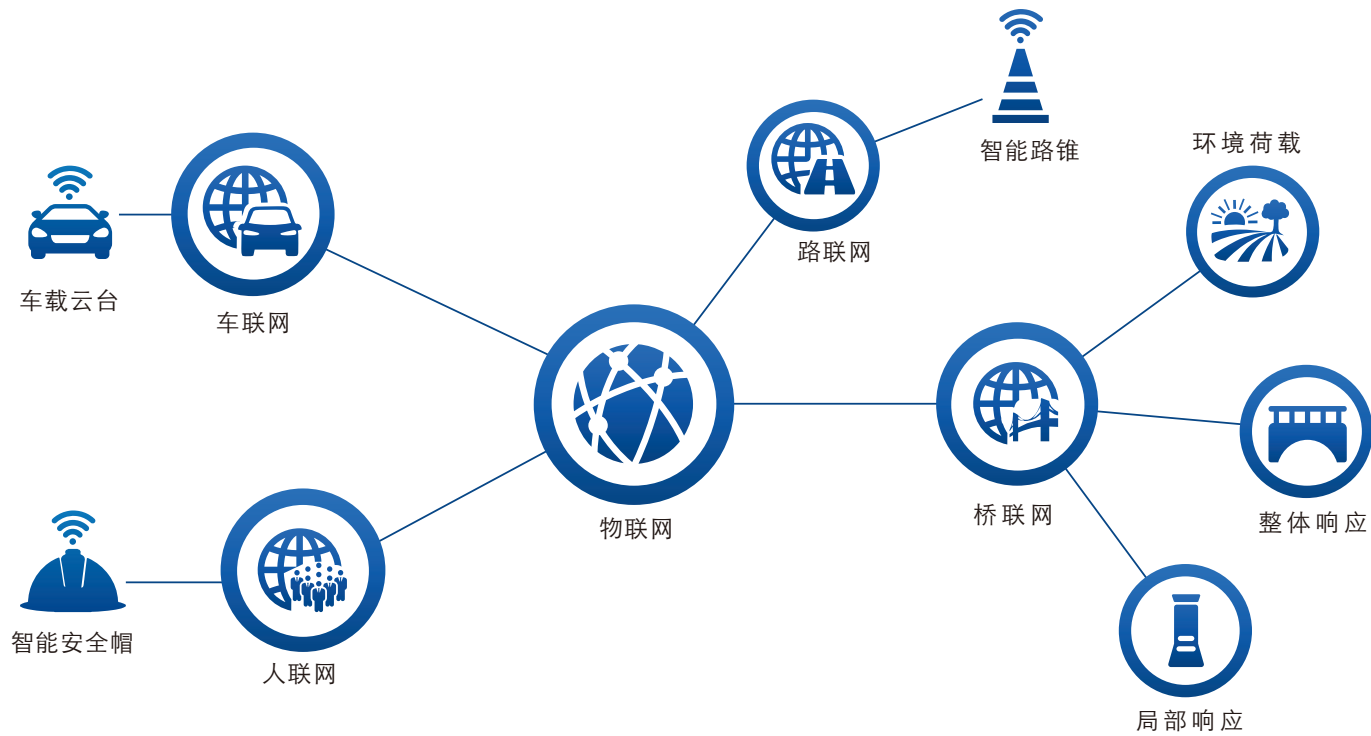 环境荷载
智能路锥
路联网
车载云台
车联网
物联网
桥联网
整体响应
智能安全帽
人联网
局部响应